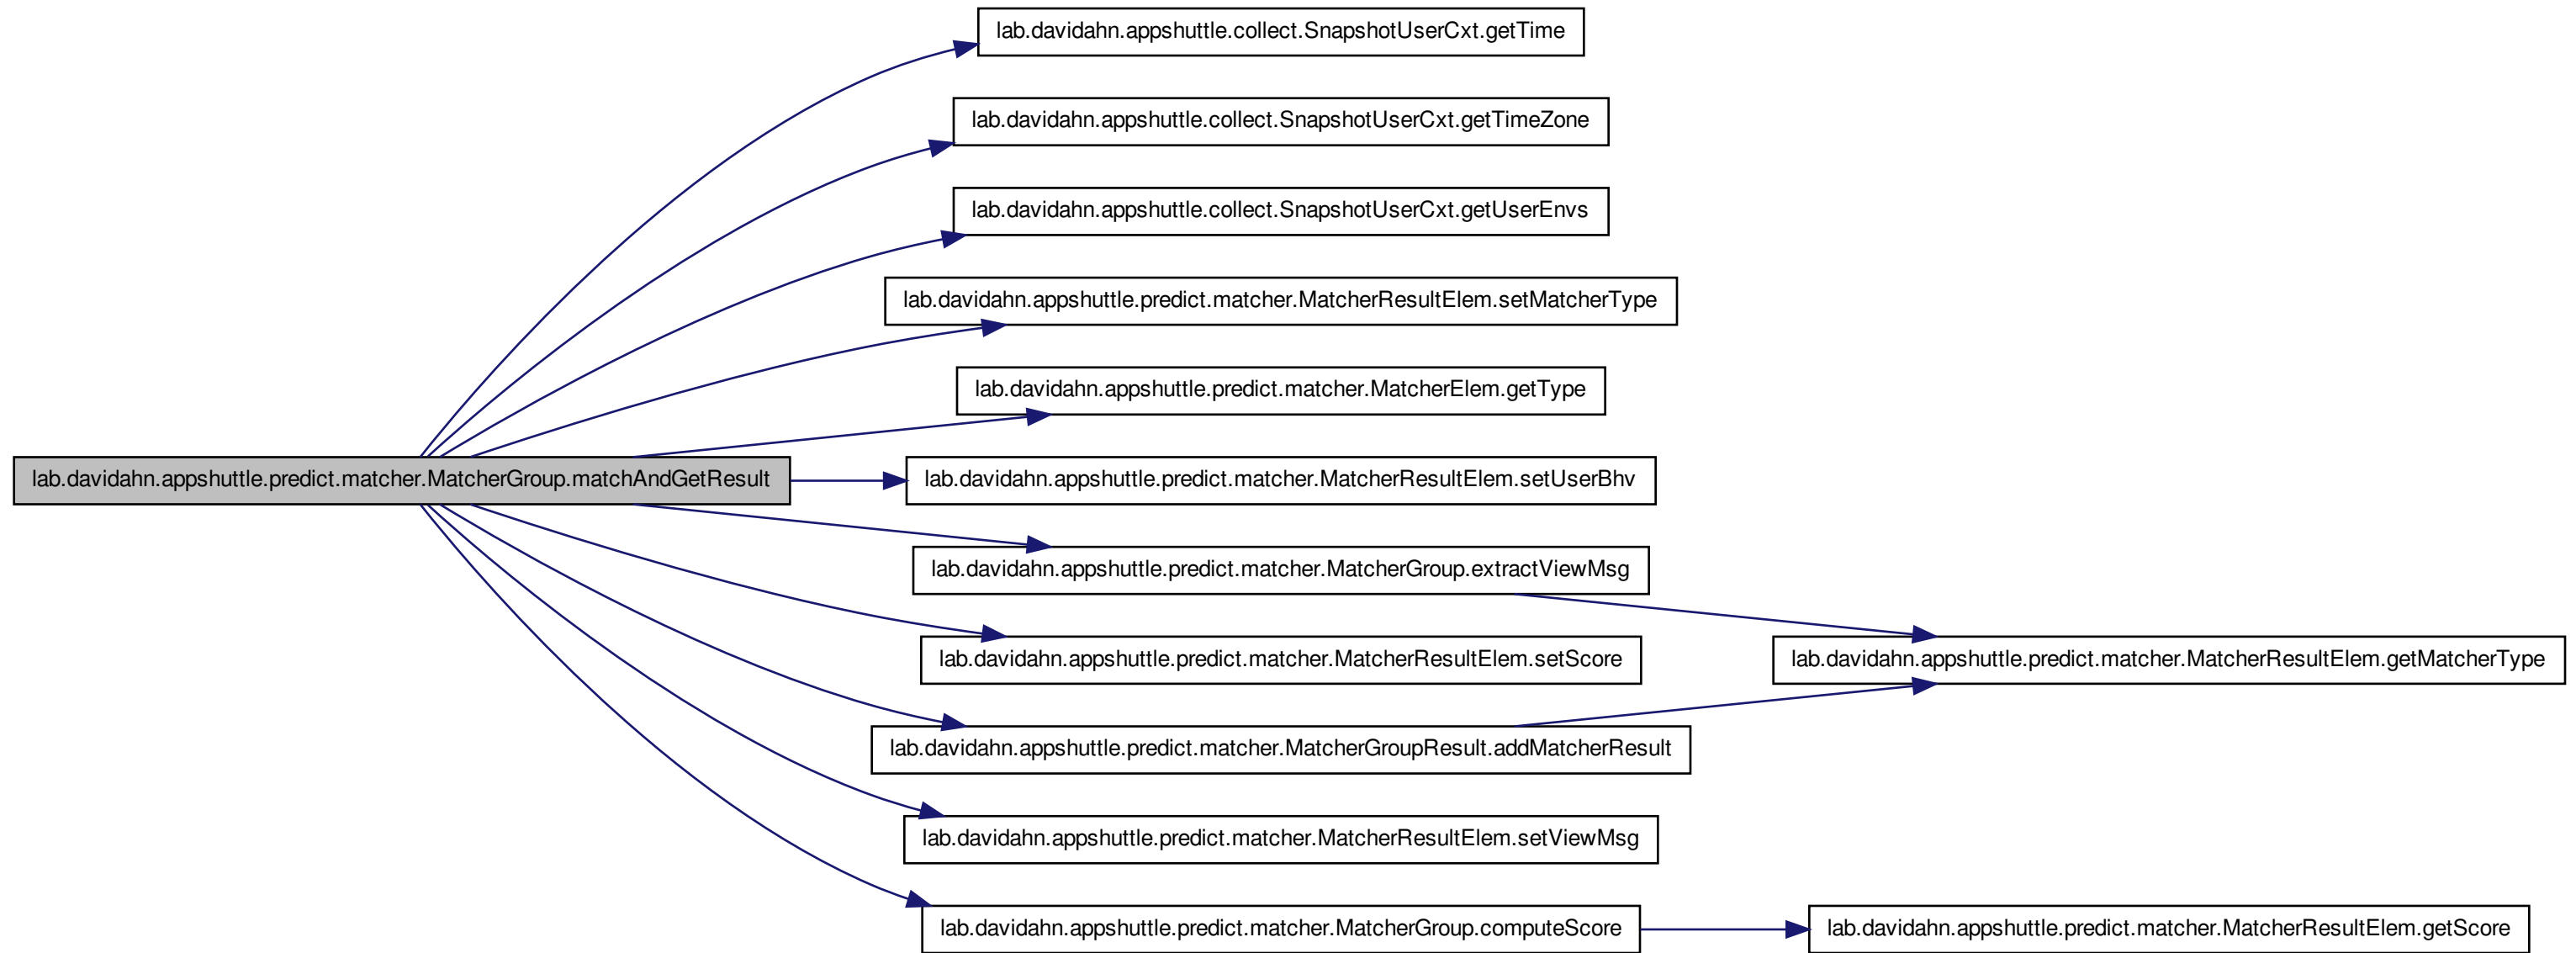 lab.davidahn.appshuttle.collect.SnapshotUserCxt.getTime
lab.davidahn.appshuttle.collect.SnapshotUserCxt.getTimeZone
lab.davidahn.appshuttle.collect.SnapshotUserCxt.getUserEnvs
lab.davidahn.appshuttle.predict.matcher.MatcherResultElem.setMatcherType
lab.davidahn.appshuttle.predict.matcher.MatcherElem.getType
lab.davidahn.appshuttle.predict.matcher.MatcherGroup.matchAndGetResult
lab.davidahn.appshuttle.predict.matcher.MatcherResultElem.setUserBhv
lab.davidahn.appshuttle.predict.matcher.MatcherGroup.extractViewMsg
lab.davidahn.appshuttle.predict.matcher.MatcherResultElem.setScore
lab.davidahn.appshuttle.predict.matcher.MatcherResultElem.getMatcherType
lab.davidahn.appshuttle.predict.matcher.MatcherGroupResult.addMatcherResult
lab.davidahn.appshuttle.predict.matcher.MatcherResultElem.setViewMsg
lab.davidahn.appshuttle.predict.matcher.MatcherGroup.computeScore
lab.davidahn.appshuttle.predict.matcher.MatcherResultElem.getScore